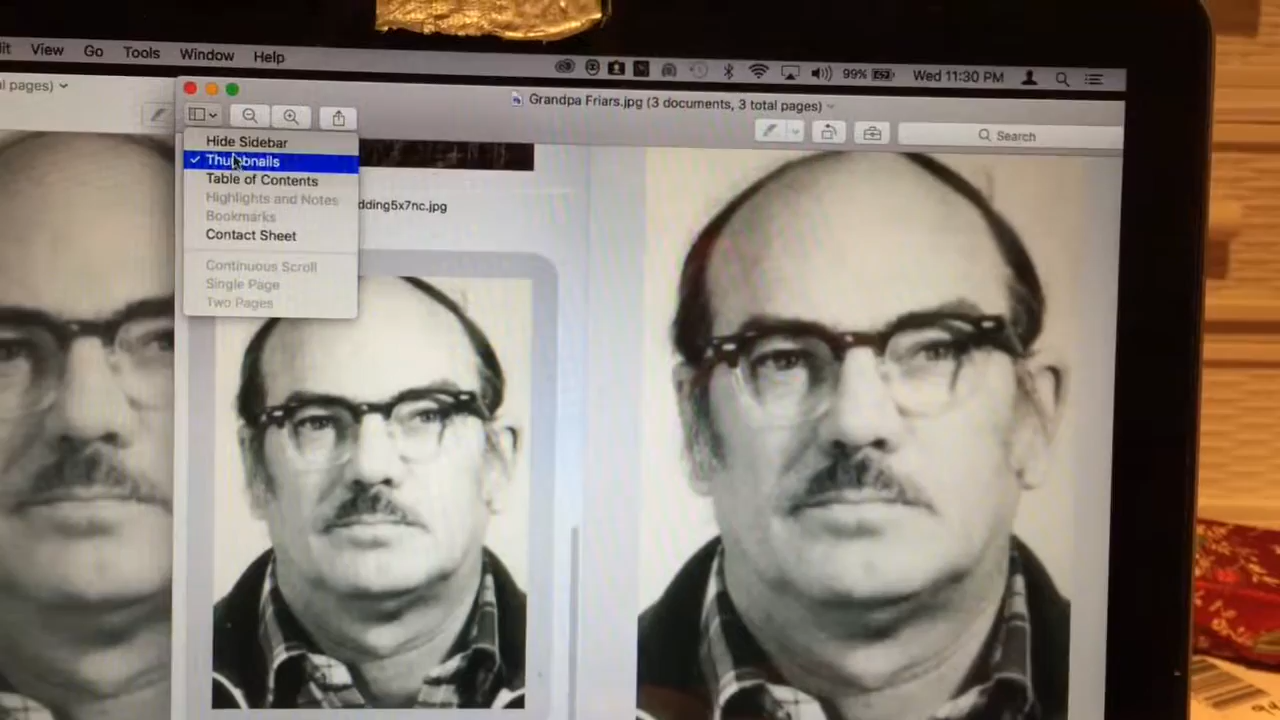 View Go Tools Window Help
99% Wed 11:30 PM
l pages)
Grandpa Friars.jpg (3 documents, 3 total pages)
Search
Hide Sidebar
Thumbnails
Table of Contents
Highlights and Notes
Bookmarks
Contact Sheet
Continuous Scroll
Single Page
Two Pages
dding5x7nc.jpg